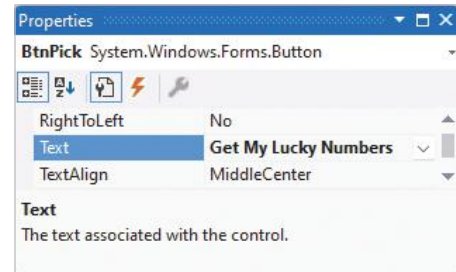 Properties
BtnPick System.Windows.Forms.Button
RightToLeft No
Text Get My Lucky Numbers
TextAlign MiddleCenter
Text
The text associated with the control.